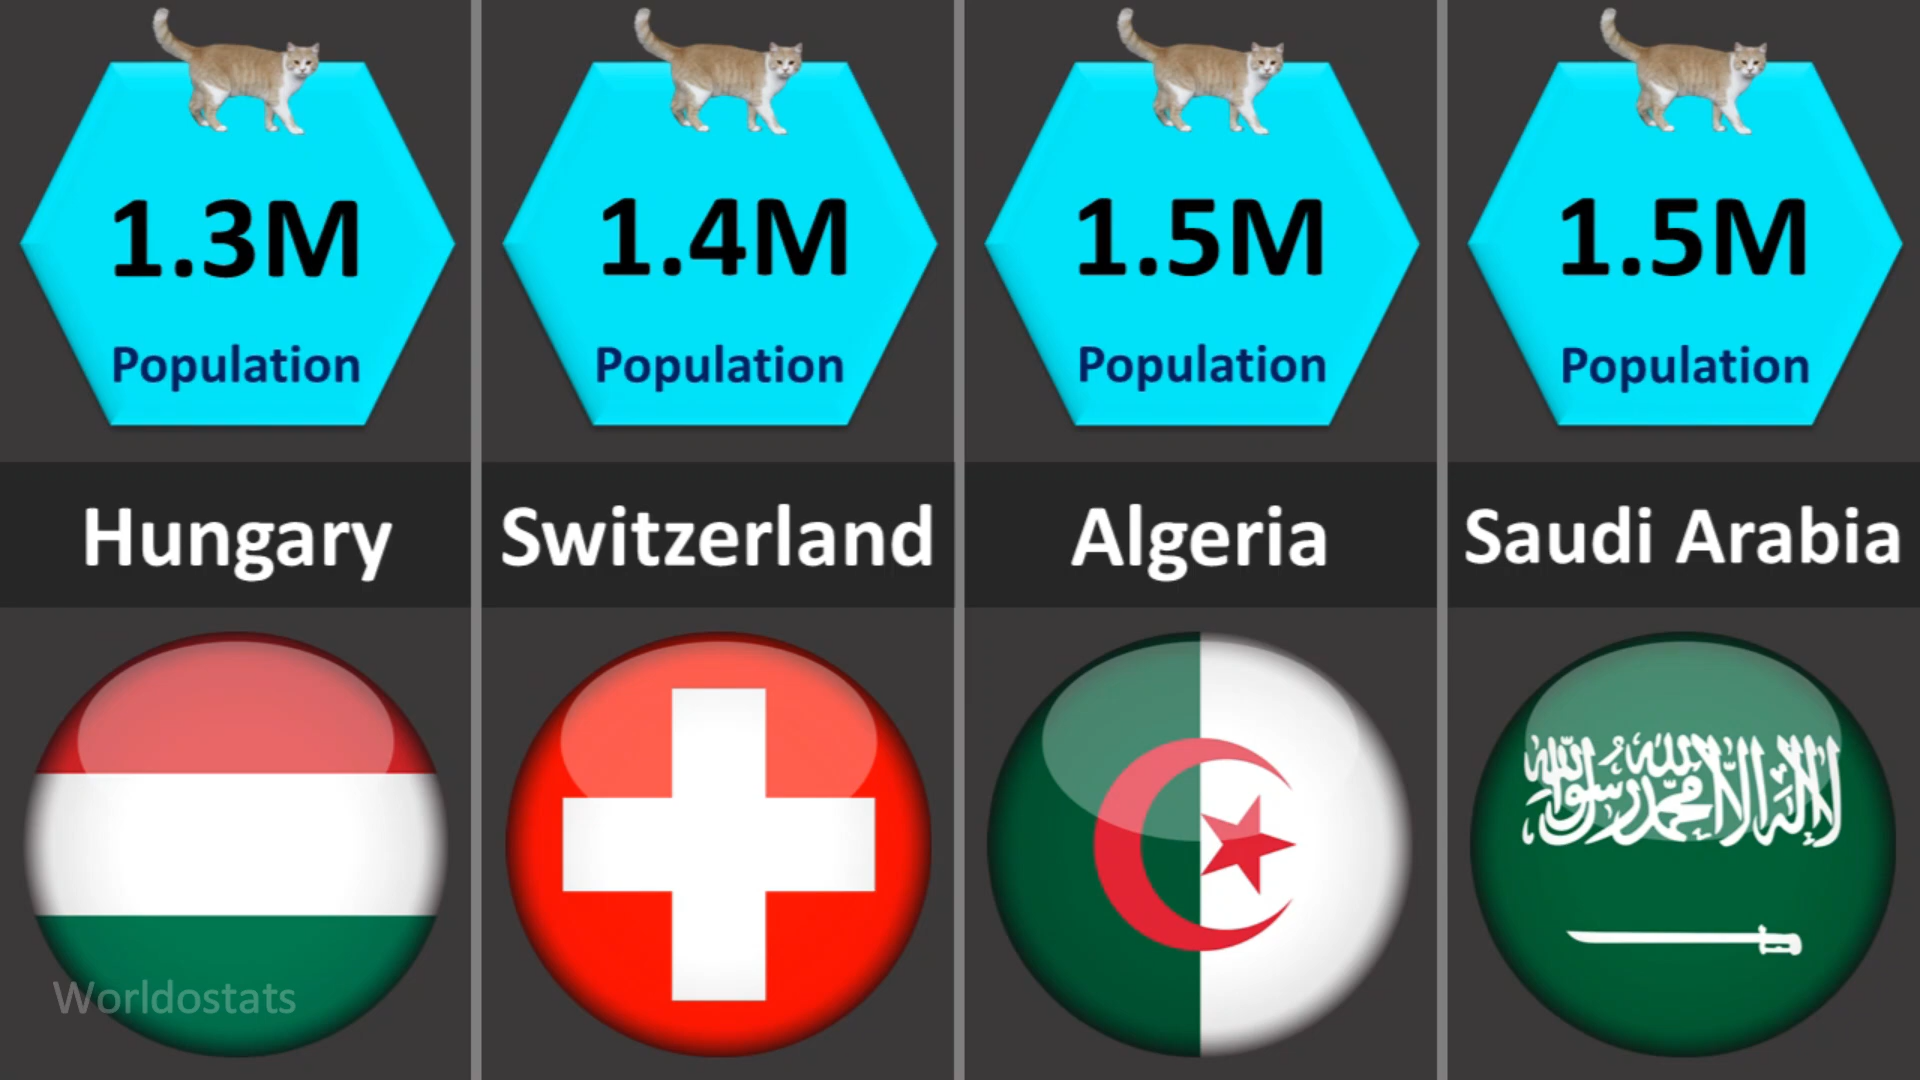 1.3M
Population
Hungary
1.4M
Population
Switzerland
1.5M
Population
Algeria
1.5M
Population
Saudi Arabia
لا إله إلا الله محمد رسول الله
Worldostats